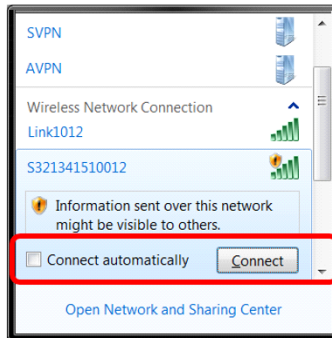 SVPN
AVPN
Wireless Network Connection
Link1012
S321341510012
Information sent over this network
might be visible to others.
Connect automatically
Connect
Open Network and Sharing Center